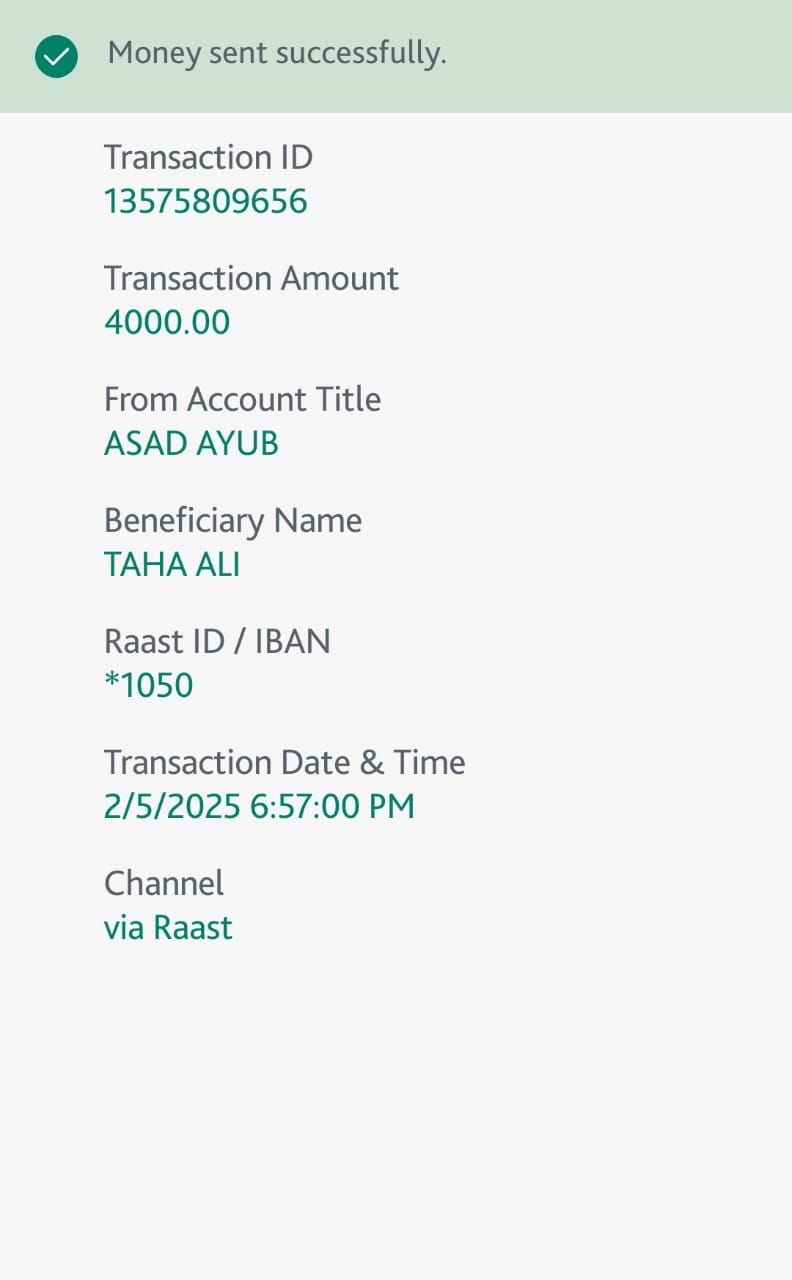 Money sent successfully.
Transaction ID
13575809656
Transaction Amount
4000.00
From Account Title
ASAD AYUB
Beneficiary Name
TAHA ALI
Raast ID / IBAN
*1050
Transaction Date & Time
2/5/2025 6:57:00 PM
Channel
via Raast